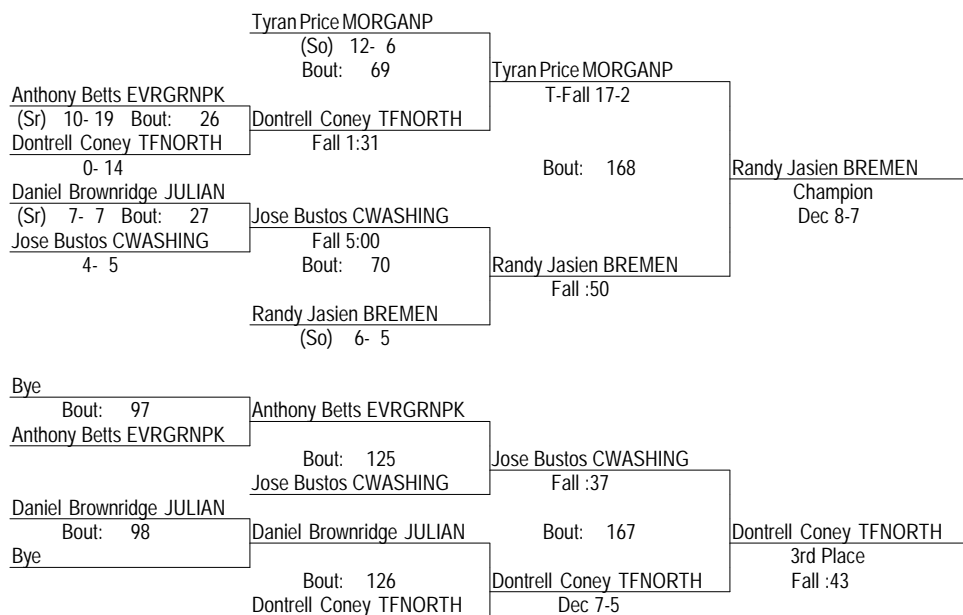 Tyran Price MORGANP
(So) 12- 6
Bout: 69
Tyran Price MORGANP
T-Fall 17-2
Anthony Betts EVRGRNPK
(Sr) 10- 19 Bout: 26
Dontrell Coney TFNORTH
Fall 1:31
Dontrell Coney TFNORTH
0- 14
Bout: 168
Randy Jasien BREMEN
Champion
Dec 8-7
Daniel Brownridge JULIAN
(Sr) 7- 7 Bout: 27
Jose Bustos CWASHING
Fall 5:00
Jose Bustos CWASHING
4- 5
Bout: 70
Randy Jasien BREMEN
Fall :50
Randy Jasien BREMEN
(So) 6- 5
Bye
Bout: 97
Anthony Betts EVRGRNPK
Anthony Betts EVRGRNPK
Bout: 125
Jose Bustos CWASHING
Fall :37
Jose Bustos CWASHING
Daniel Brownridge JULIAN
Bout: 98
Daniel Brownridge JULIAN
Bout: 167
Dontrell Coney TFNORTH
3rd Place
Fall :43
Bye
Bout: 126
Dontrell Coney TFNORTH
Dec 7-5
Dontrell Coney TFNORTH